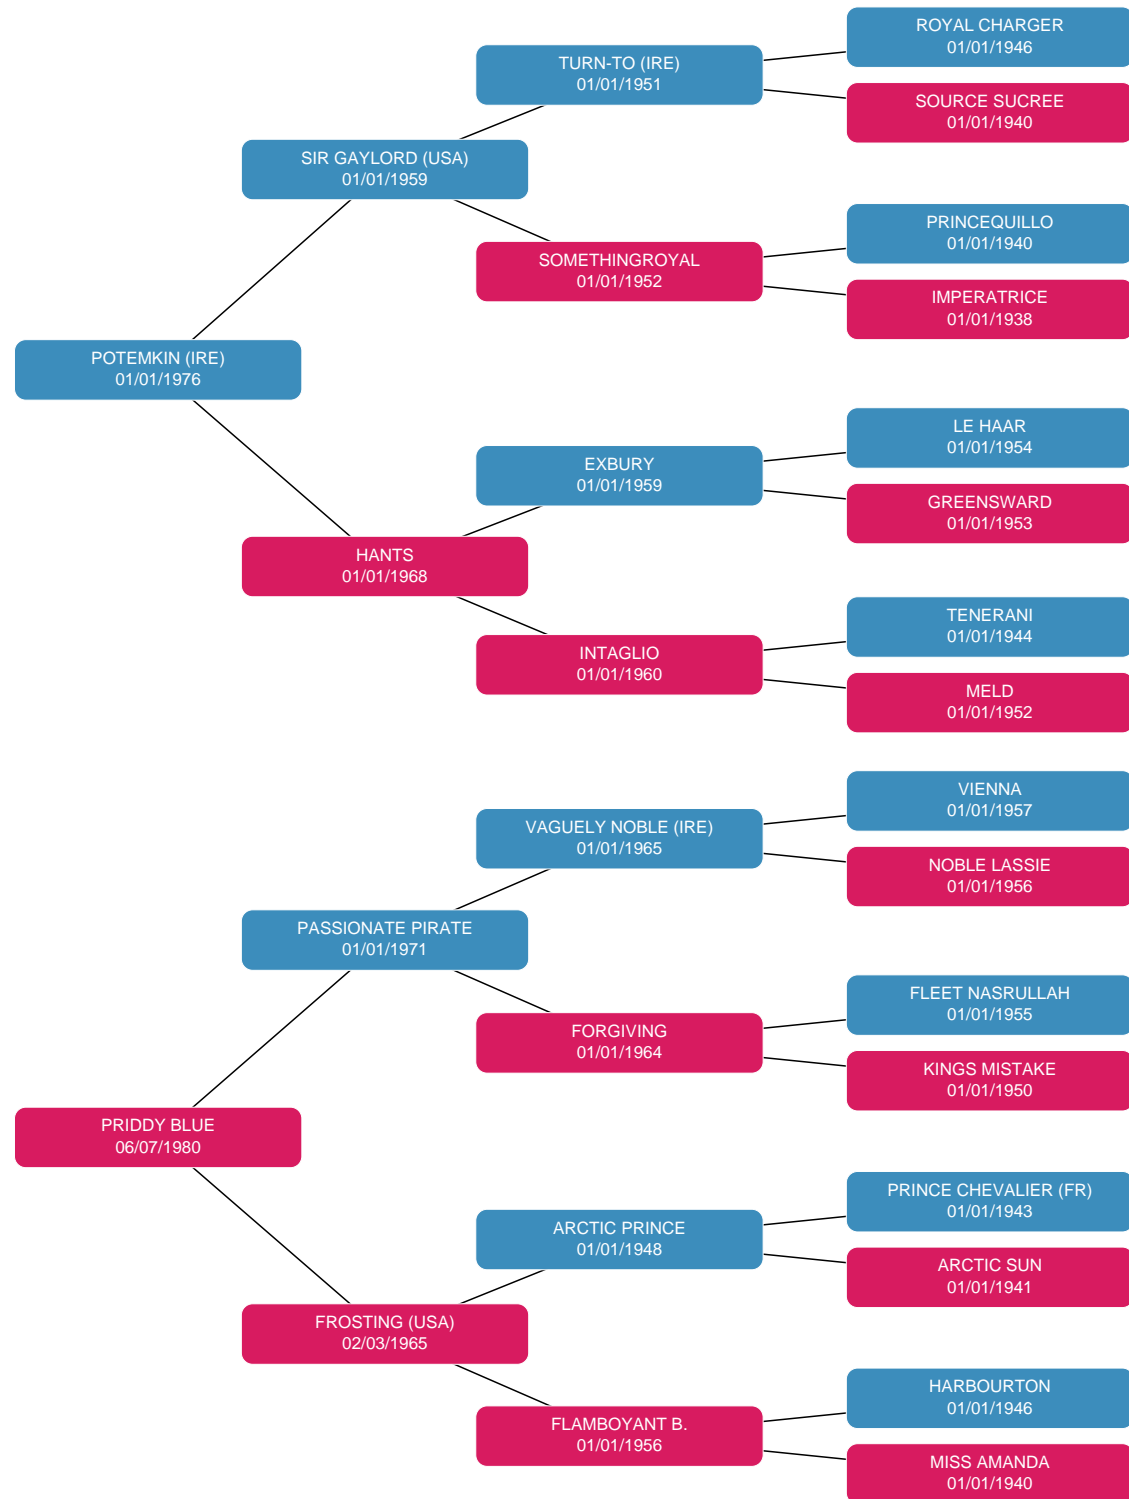 ROYAL CHARGER
01/01/1946
TURN-TO (IRE)
01/01/1951
SOURCE SUCREE
01/01/1940
SIR GAYLORD (USA)
01/01/1959
PRINCEQUILLO
01/01/1940
SOMETHINGROYAL
01/01/1952
IMPERATRICE
01/01/1938
POTEMKIN (IRE)
01/01/1976
LE HAAR
01/01/1954
EXBURY
01/01/1959
GREENSWARD
01/01/1953
HANTS
01/01/1968
TENERANI
01/01/1944
INTAGLIO
01/01/1960
MELD
01/01/1952
VIENNA
01/01/1957
VAGUELY NOBLE (IRE)
01/01/1965
NOBLE LASSIE
01/01/1956
PASSIONATE PIRATE
01/01/1971
FLEET NASRULLAH
01/01/1955
FORGIVING
01/01/1964
KINGS MISTAKE
01/01/1950
PRIDDY BLUE
06/07/1980
PRINCE CHEVALIER (FR)
01/01/1943
ARCTIC PRINCE
01/01/1948
ARCTIC SUN
01/01/1941
FROSTING (USA)
02/03/1965
HARBOURTON
01/01/1946
FLAMBOYANT B.
01/01/1956
MISS AMANDA
01/01/1940